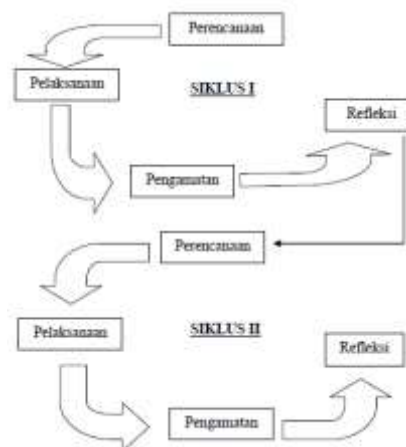 Perencanaan
Pelaksanaan
SIKLUS I
Refleksi
Pengamatan
Perencanaan
Pelaksanaan
SIKLUS II
Refleksi
Pengamatan